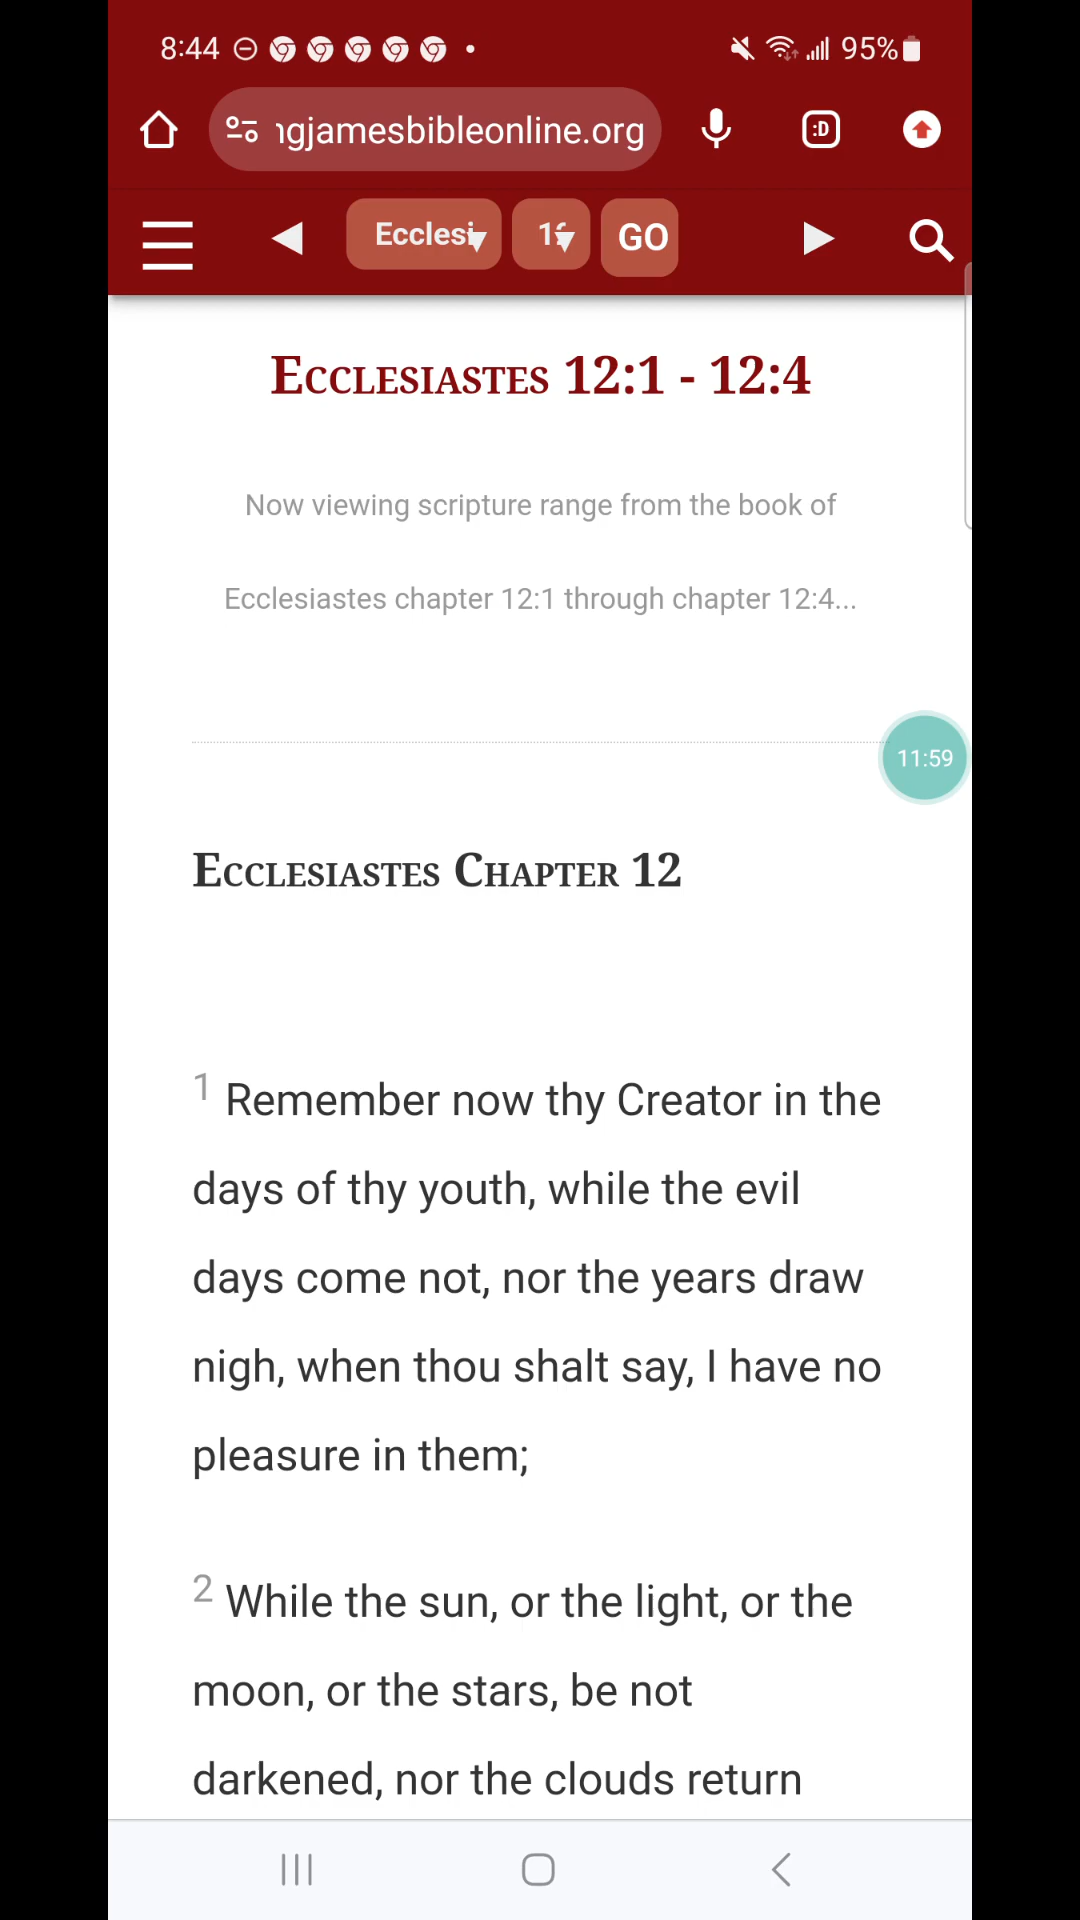 8:44 95%
ngjamesbibleonline.org :D
Ecclesi GO
Ecclesiastes 12:1 - 12:4
Now viewing scripture range from the book of
Ecclesiastes chapter 12:1 through chapter 12:4...
11:59
Ecclesiastes Chapter 12
1 Remember now thy Creator in the
days of thy youth, while the evil
days come not, nor the years draw
nigh, when thou shalt say, I have no
pleasure in them;
2 While the sun, or the light, or the
moon, or the stars, be not
darkened, nor the clouds return